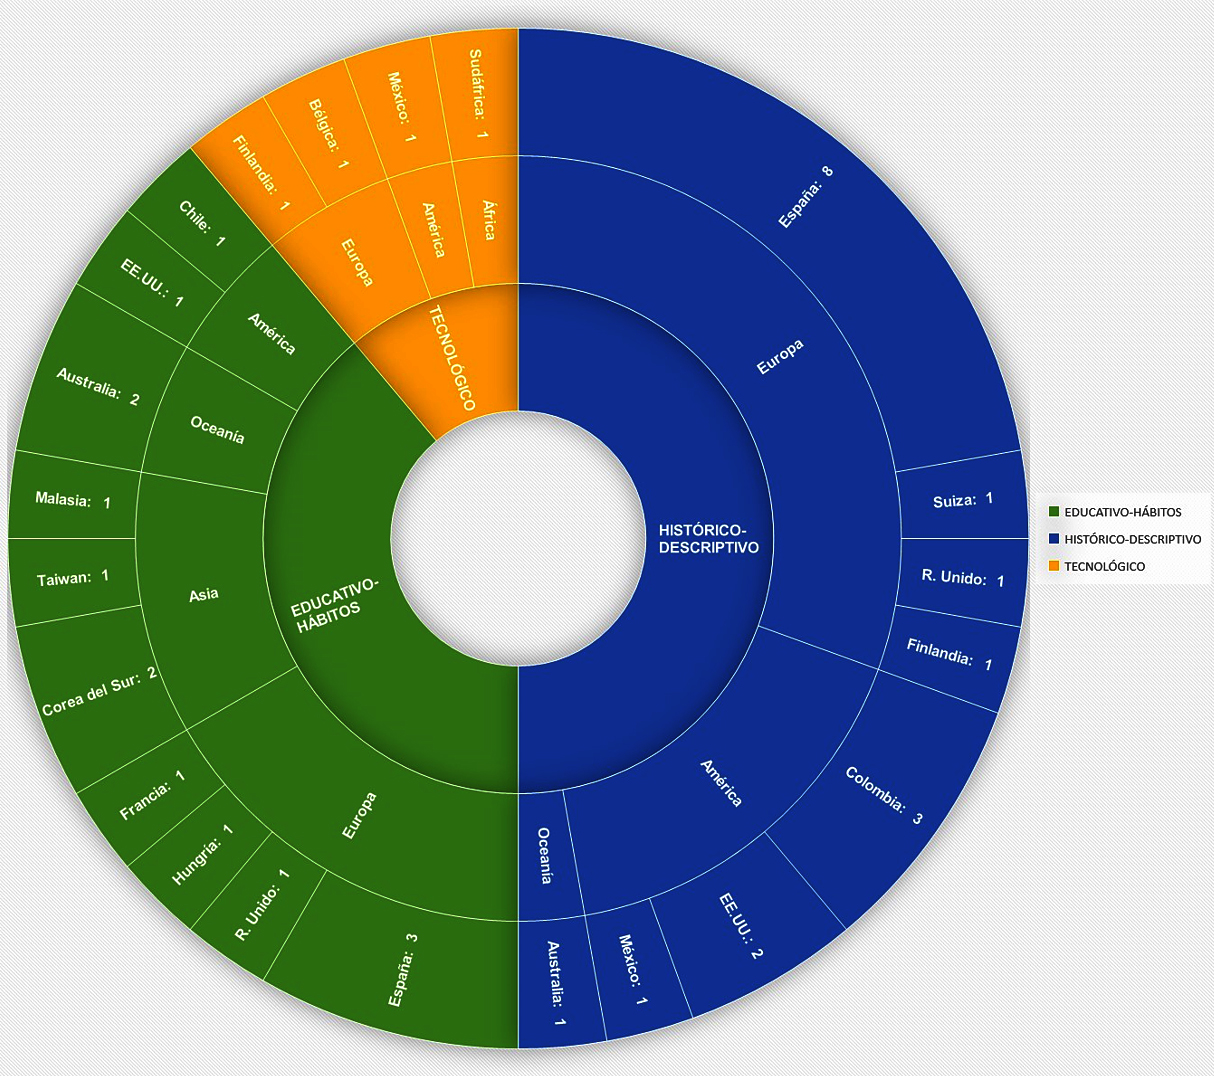 Sudáfrica: 1
México: 1
Bélgica: 1
Finlandia: 1
África
América
Europa
TECNOLÓGICO
España: 8
Europa
Suiza: 1
R. Unido: 1
Finlandia: 1
HISTÓRICO-
DESCRIPTIVO
América
Colombia: 3
EE.UU.: 2
México: 1
Oceanía
Australia: 1
Chile: 1
EE.UU.: 1
América
Australia: 2
Oceanía
Malasia: 1
Taiwan: 1
Asia
Corea del Sur: 2
EDUCATIVO-
HÁBITOS
Francia: 1
Hungría: 1
R. Unido: 1
Europa
España: 3
EDUCATIVO-HÁBITOS
HISTÓRICO-DESCRIPTIVO
TECNOLÓGICO